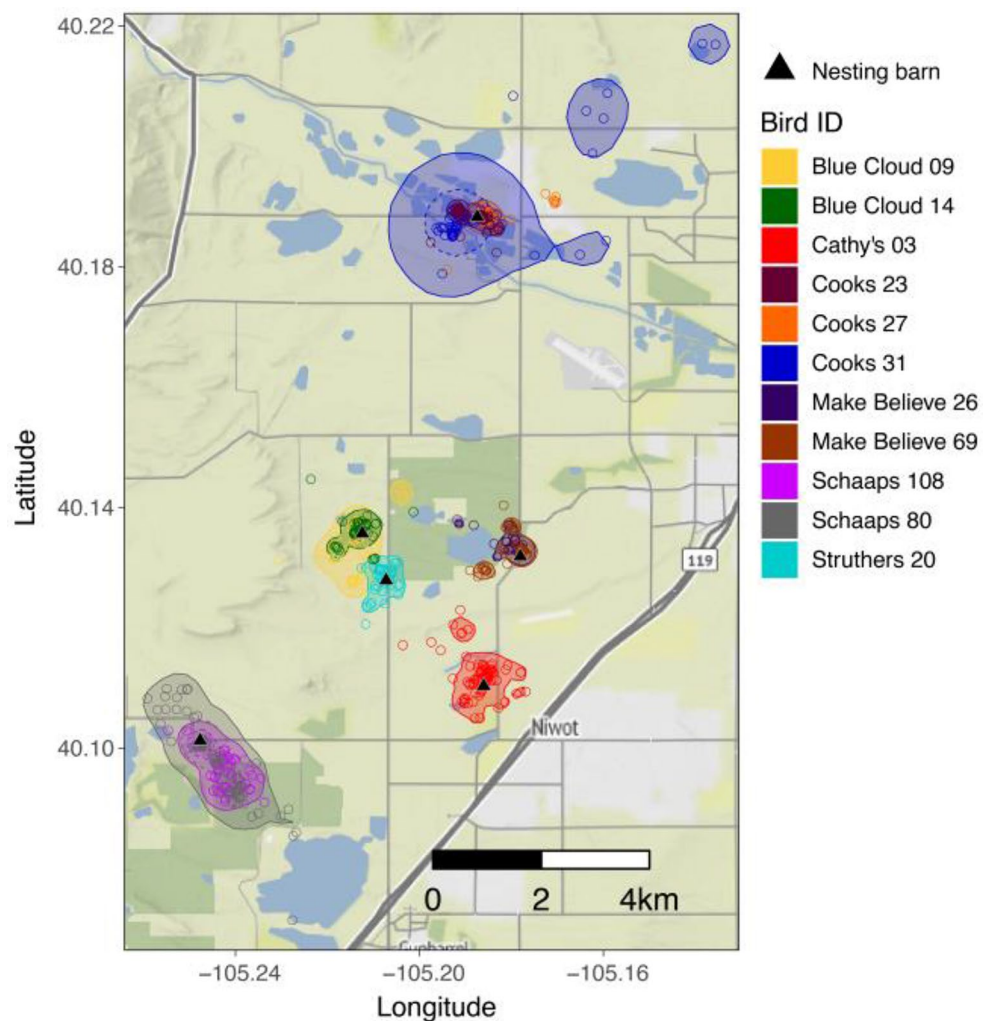 40.22
40.18
40.14
40.10
Latitude
−105.24
−105.20
−105.16
Longitude
119
Niwot
0
2
4km
Nesting barn
Bird ID
Blue Cloud 09
Blue Cloud 14
Cathy's 03
Cooks 23
Cooks 27
Cooks 31
Make Believe 26
Make Believe 69
Schaaps 108
Schaaps 80
Struthers 20